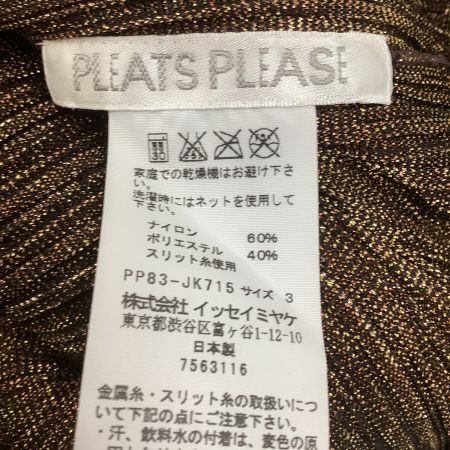 PLEATS PLEASE
家庭での乾燥機はお避け下さ
い。
洗濯時にはネットを使用して
下さい。
ナイロン 60%
ポリエステル 40%
スリット糸使用
PP83-JK715 サイズ 3
株式会社 イッセイミヤケ
東京都渋谷区富ヶ谷1-12-10
日本製
7563116
金属糸・スリット糸の取扱いにつ
いて下記の点にご注意下さい。
・汗、飲料水の付着は、変色の原